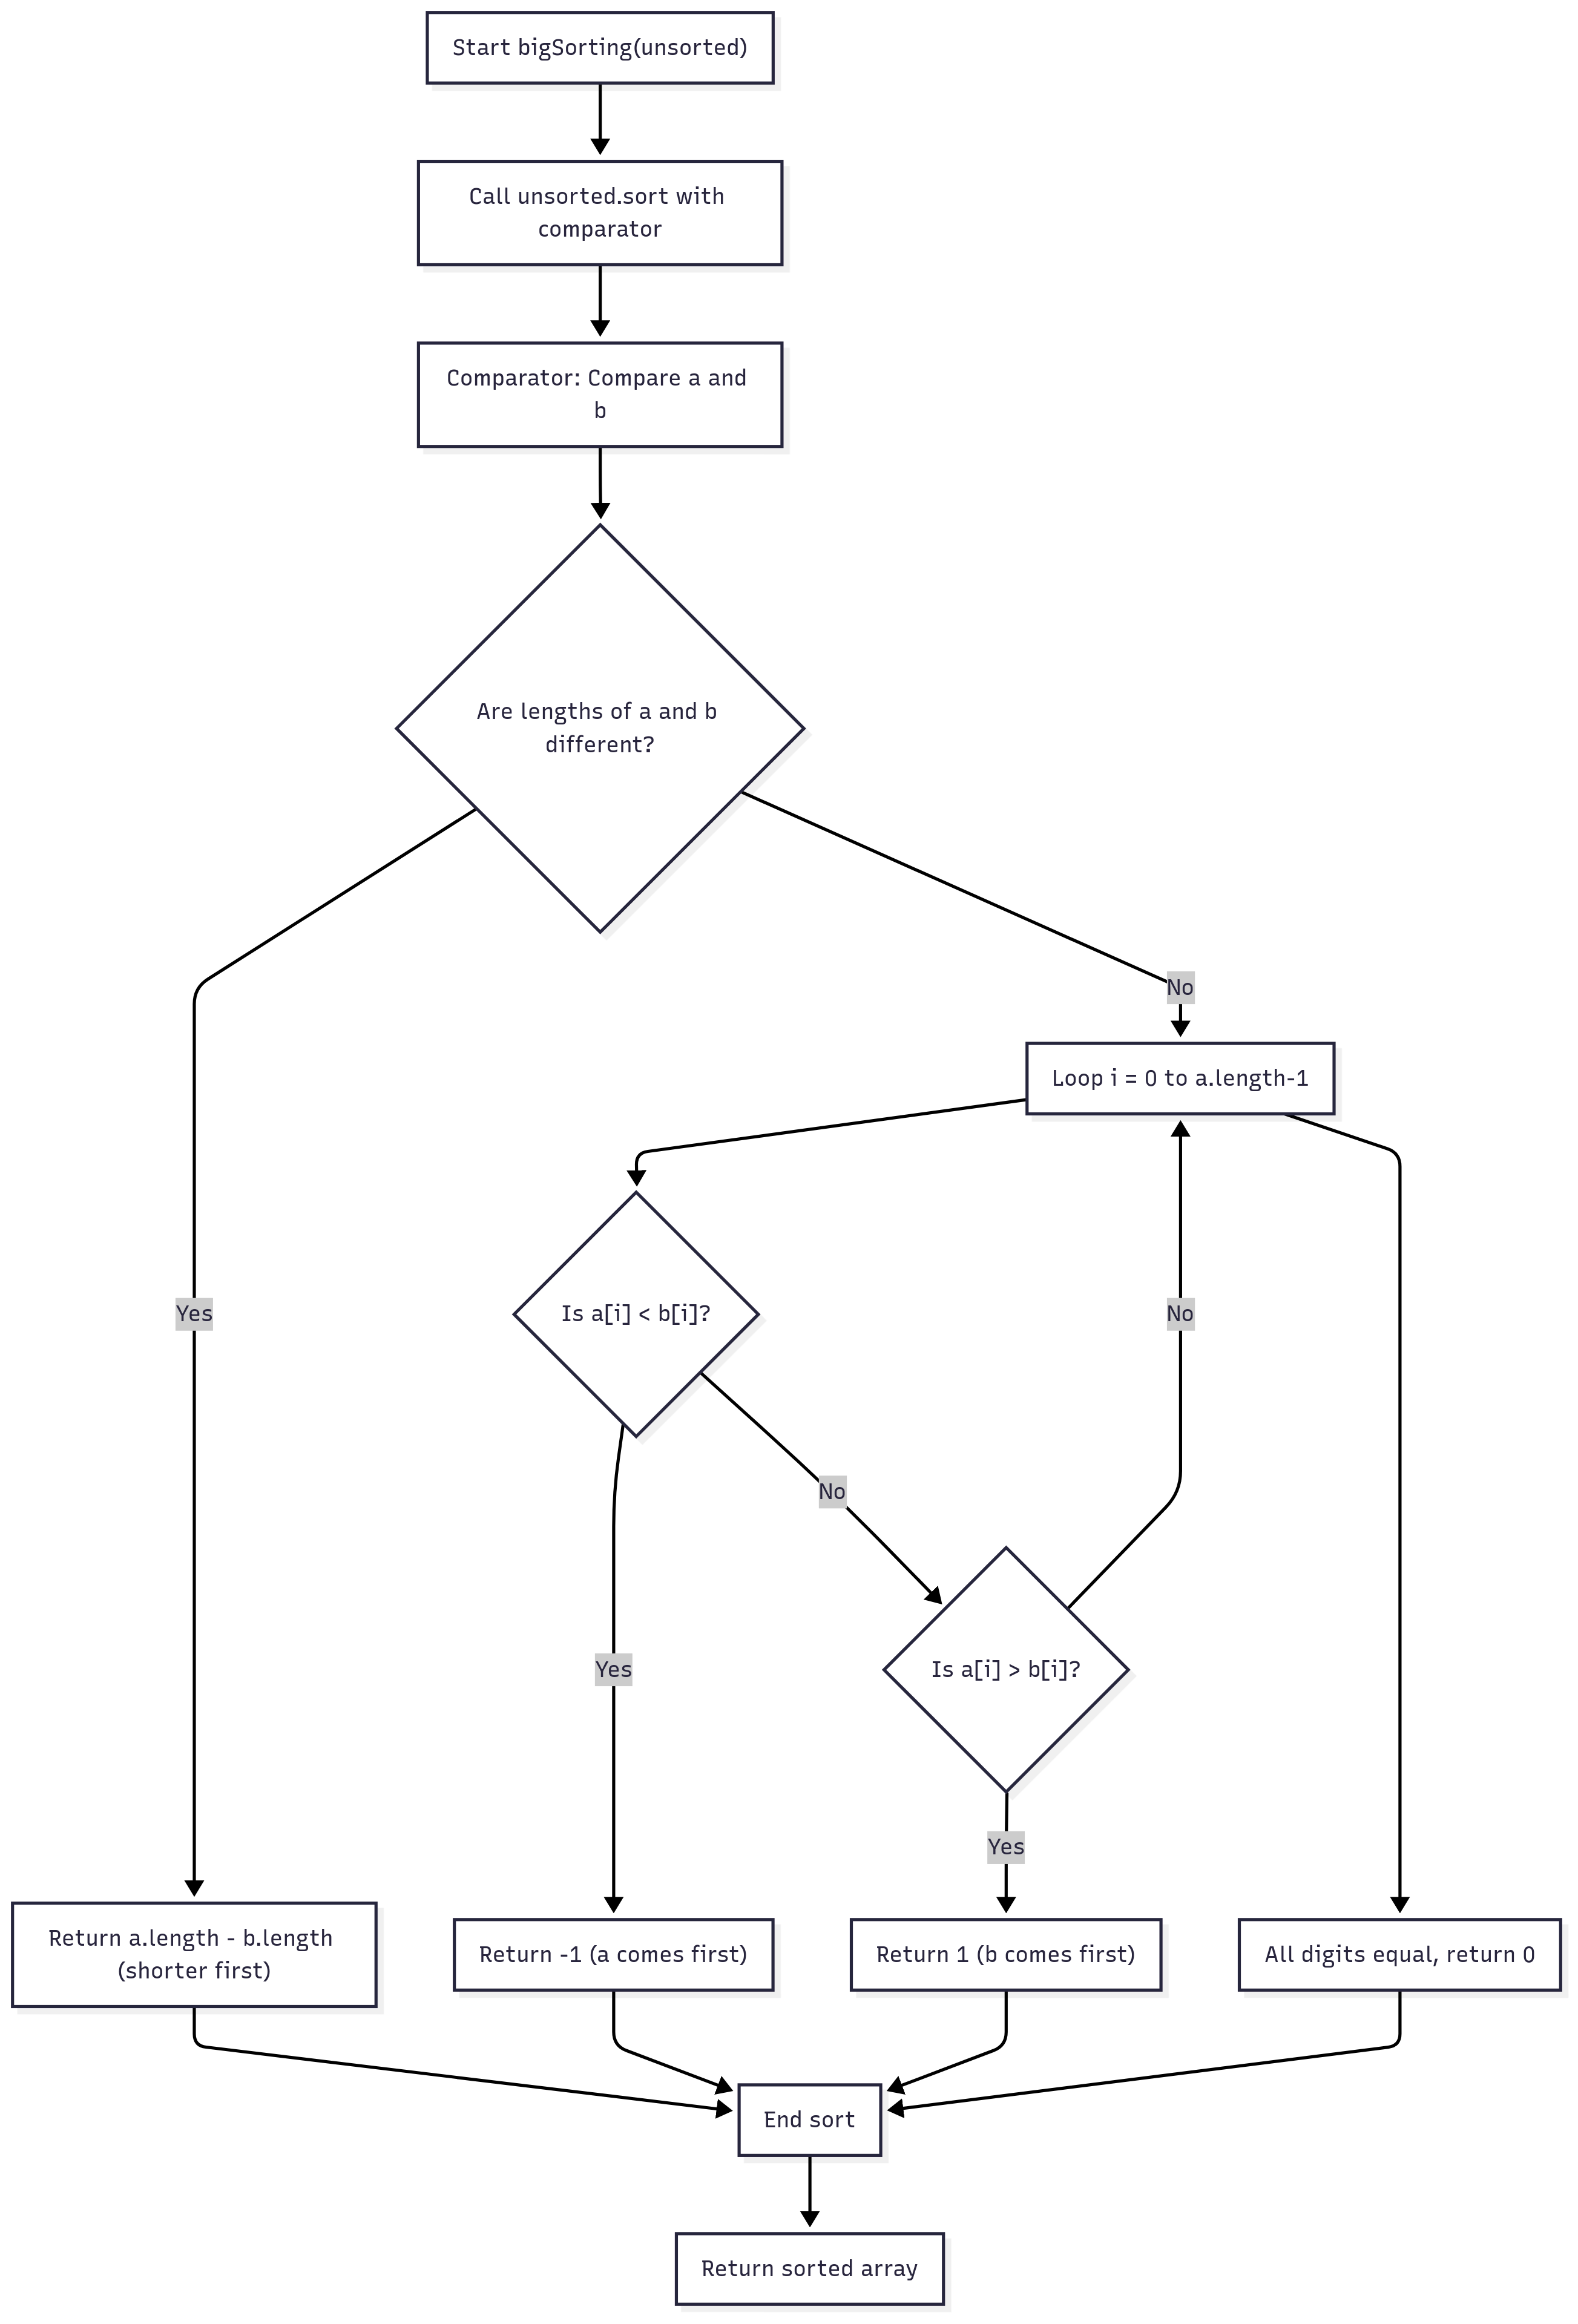 Start bigSorting(unsorted)
Call unsorted.sort with
comparator
Comparator: Compare a and
b
Are lengths of a and b
different?
No
Loop i = 0 to a.length-1
Yes
Is a[i] < b[i]?
No
No
Yes
Is a[i] > b[i]?
Yes
Return a.length - b.length
(shorter first)
Return -1 (a comes first)
Return 1 (b comes first)
All digits equal, return 0
End sort
Return sorted array